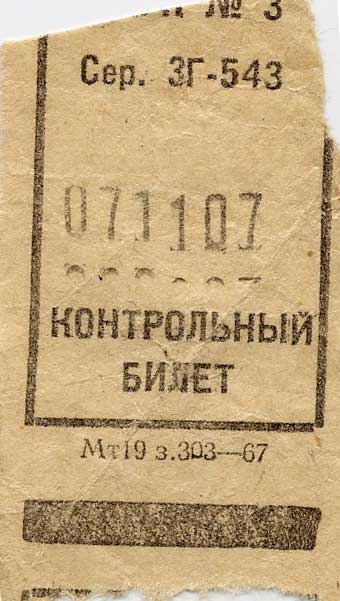 № 3
Сер. ЗГ-543
071107
КОНТРОЛЬНЫЙ
БИЛЕТ
Мт19 з.303—67